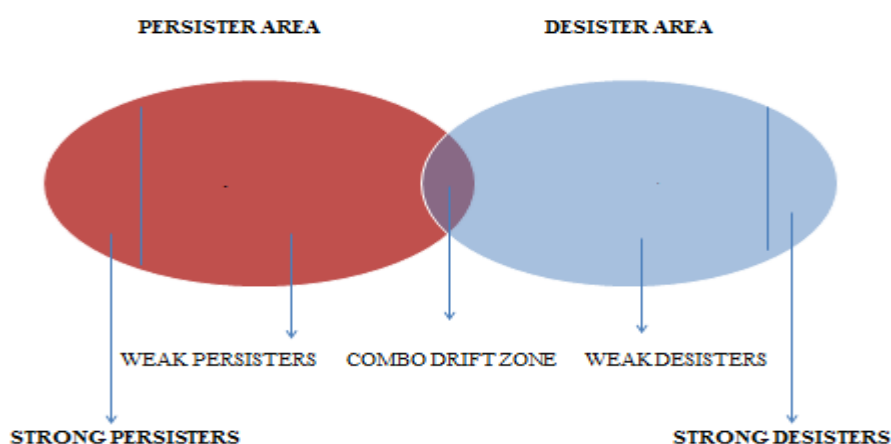 PERSISTER AREA DESISTER AREA
WEAK PERSISTERS COMBO DRIFT ZONE WEAK DESISTERS
STRONG PERSISTERS STRONG DESISTERS